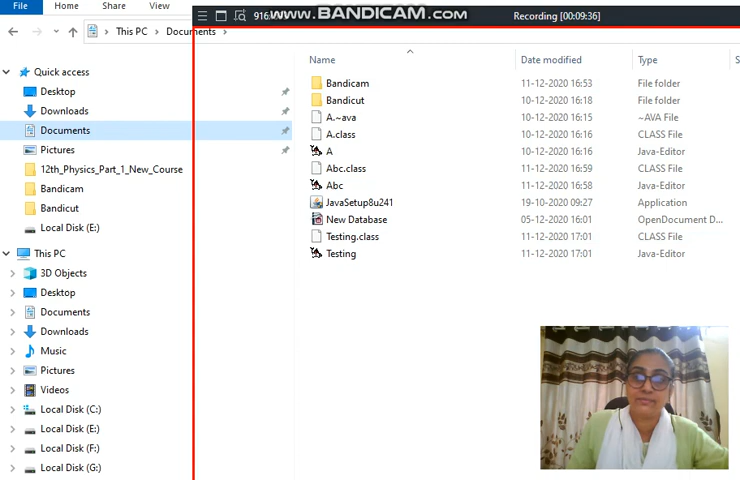 916
WWW.BANDICAM.COM
Recording [00:09:36]
File Home Share View
This PC Documents
Name Date modified Type S
Quick access
Desktop
Downloads
Documents
Pictures
12th_Physics_Part_1_New_Course
Bandicam
Bandicut
Local Disk (E:)
This PC
3D Objects
Desktop
Documents
Downloads
Music
Pictures
Videos
Local Disk (C:)
Local Disk (E:)
Local Disk (F:)
Local Disk (G:)
Bandicam 11-12-2020 16:53 File folder
Bandicut 10-12-2020 16:18 File folder
A.~ava 10-12-2020 16:15 ~AVA File
A.class 10-12-2020 16:16 CLASS File
A 10-12-2020 16:16 Java-Editor
Abc.class 11-12-2020 16:59 CLASS File
Abc 11-12-2020 16:58 Java-Editor
JavaSetup8u241 19-10-2020 09:27 Application
New Database 05-12-2020 16:01 OpenDocument D...
Testing.class 11-12-2020 17:01 CLASS File
Testing 11-12-2020 17:01 Java-Editor